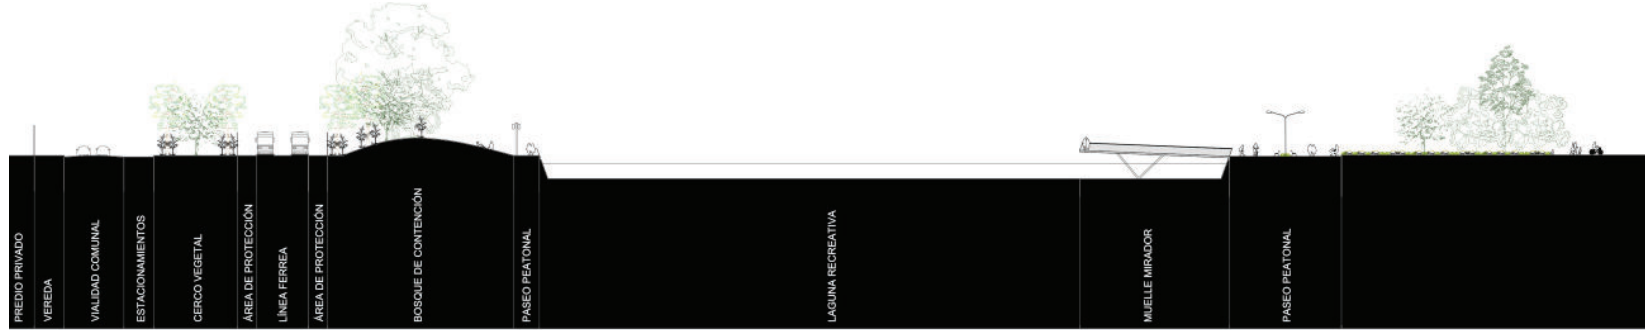 PREDIO PRIVADO
VEREDA
VIALIDAD COMUNAL
ESTACIONAMIENTOS
CERCO VEGETAL
ÁREA DE PROTECCIÓN
LÍNEA FERREA
ÁREA DE PROTECCIÓN
BOSQUE DE CONTENCIÓN
PASEO PEATONAL
LAGUNA RECREATIVA
MUELLE MIRADOR
PASEO PEATONAL